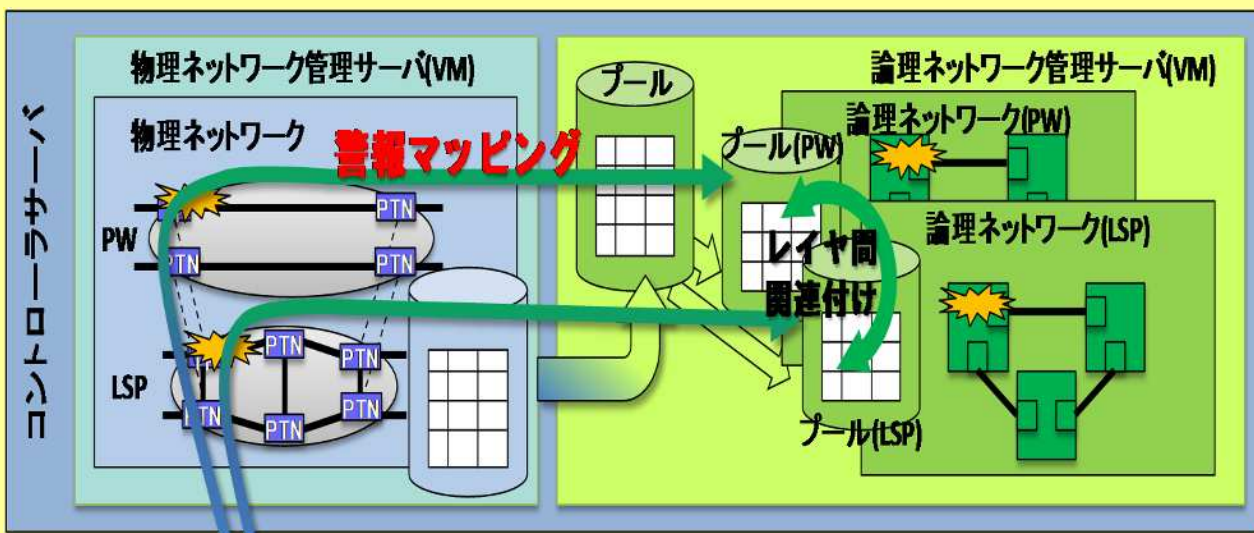 コントローラサーバ
物理ネットワーク管理サーバ(VM)
物理ネットワーク
警報マッピング
PTN
PW
PTN
PTN
PTN
PTN
LSP
PTN
PTN
PTN
PTN
論理ネットワーク管理サーバ(VM)
プール
プール(PW)
論理ネットワーク(PW)
レイヤ間
関連付け
プール(LSP)
論理ネットワーク(LSP)